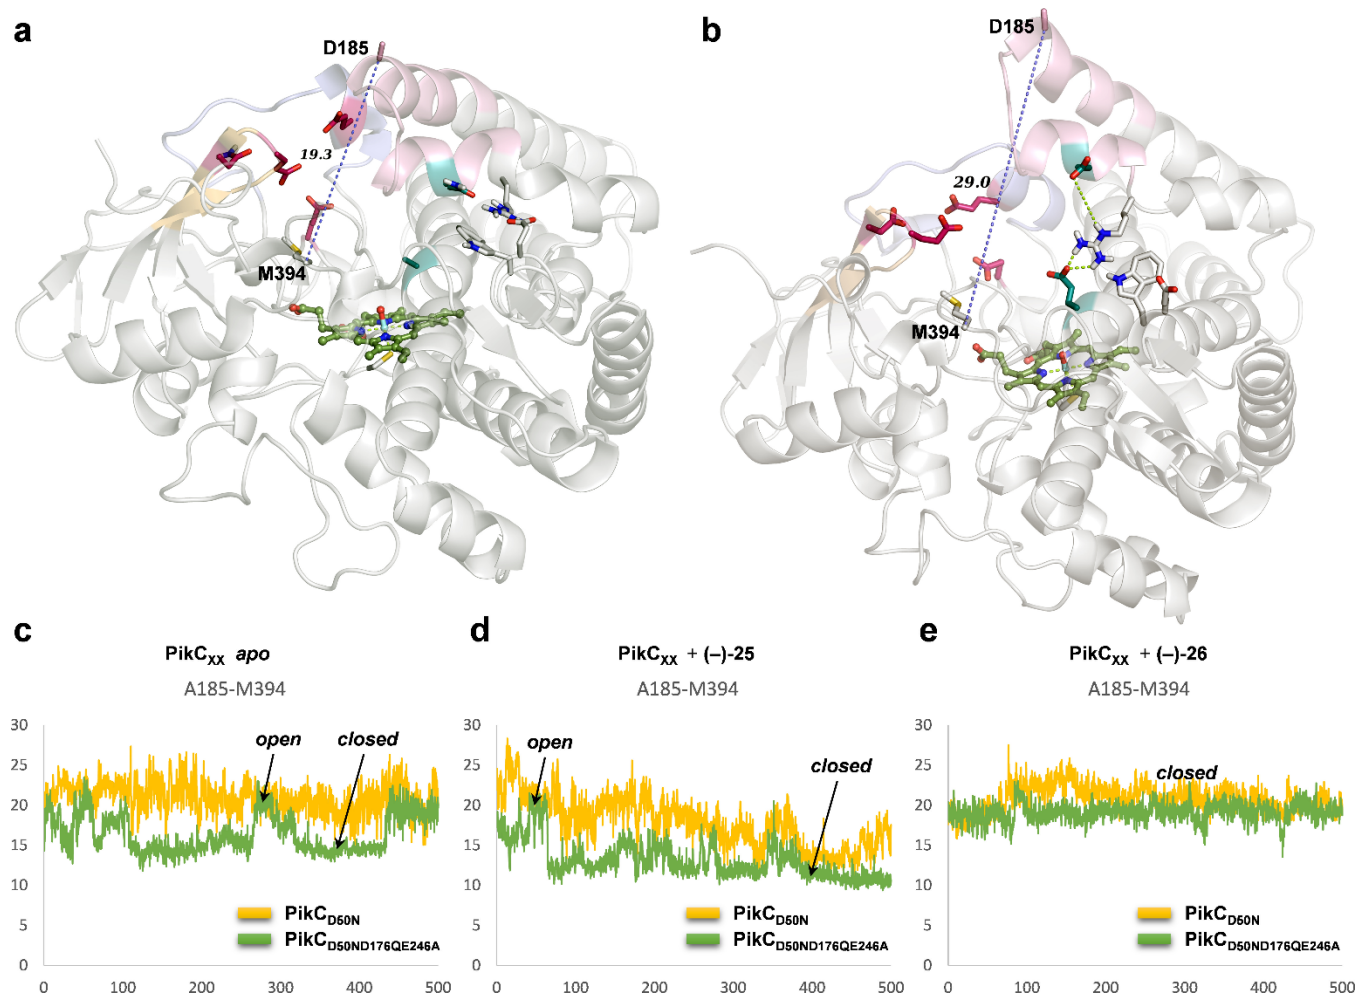 a
D185
19.3
M394
b
D185
29.0
M394
c
PikCXX apo
A185-M394
30
25
20
15
10
5
0
open
closed
PikCD50N
PikCD50ND176QE246A
0 100 200 300 400 500
d
PikCXX + (–)-25
A185-M394
30
25
20
15
10
5
0
open
closed
PikCD50N
PikCD50ND176QE246A
0 100 200 300 400 500
e
PikCXX + (–)-26
A185-M394
30
25
20
15
10
5
0
closed
PikCD50N
PikCD50ND176QE246A
0 100 200 300 400 500